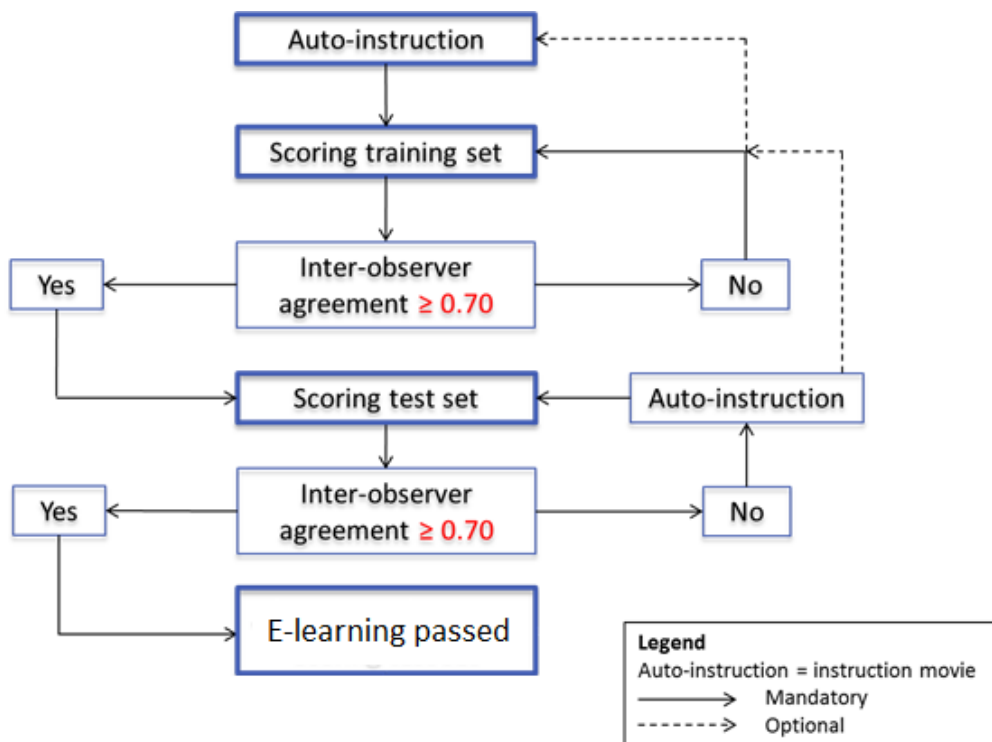 Auto-instruction
Scoring training set
Inter-observer
agreement ≥ 0.70
Yes
No
Scoring test set
Auto-instruction
Inter-observer
agreement ≥ 0.70
Yes
No
E-learning passed
Legend
Auto-instruction = instruction movie
Mandatory
Optional